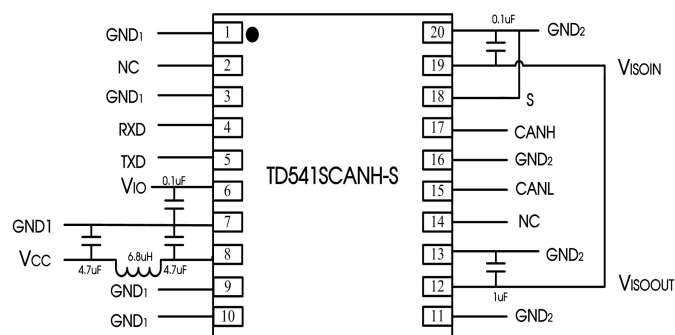 GND1 1 20 0.1uF GND2
NC 2 19 VISOIN
GND1 3 18 S
RXD 4 17 CANH
TXD 5 16 GND2
TD541SCANH-S
VIO 0.1uF 6 15 CANL
GND1 7 14 NC
VCC 4.7uF 6.8uH 4.7uF 8 13 GND2
GND1 9 12 1uF VISOOUT
GND1 10 11 GND2